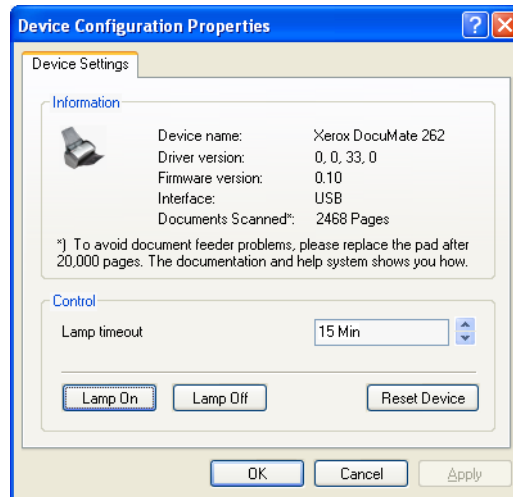 Device Configuration Properties
Device Settings
Information
Device name: Xerox DocuMate 262
Driver version: 0, 0, 33, 0
Firmware version: 0.10
Interface: USB
Documents Scanned*: 2468 Pages
*) To avoid document feeder problems, please replace the pad after
20,000 pages. The documentation and help system shows you how.
Control
Lamp timeout 15 Min
Lamp On Lamp Off Reset Device
OK Cancel Apply